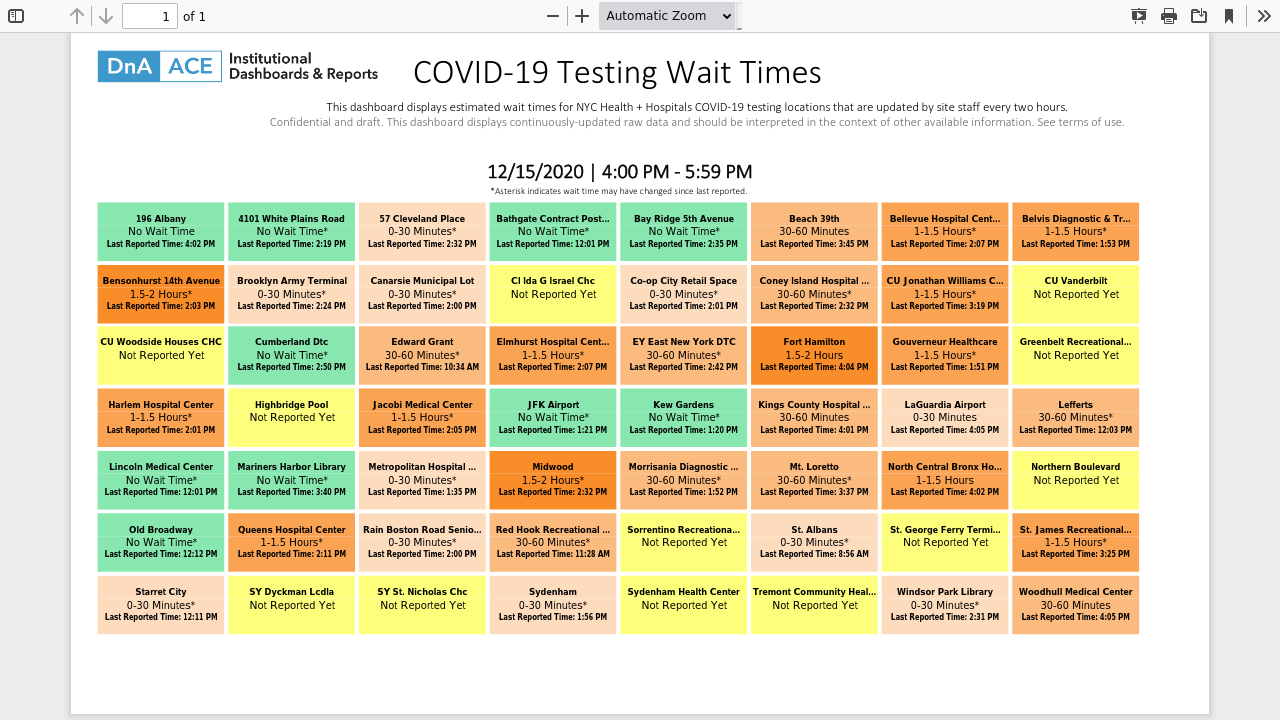 1 of 1 Automatic Zoom
DnA ACE Institutional
Dashboards & Reports
COVID-19 Testing Wait Times
This dashboard displays estimated wait times for NYC Health + Hospitals COVID-19 testing locations that are updated by site staff every two hours.
Confidential and draft. This dashboard displays continuously-updated raw data and should be interpreted in the context of other available information. See terms of use.
12/15/2020 | 4:00 PM - 5:59 PM
*Asterisk indicates wait time may have changed since last reported.
196 Albany
No Wait Time
Last Reported Time: 4:02 PM
4101 White Plains Road
No Wait Time*
Last Reported Time: 2:19 PM
57 Cleveland Place
0-30 Minutes*
Last Reported Time: 2:32 PM
Bathgate Contract Post...
No Wait Time*
Last Reported Time: 12:01 PM
Bay Ridge 5th Avenue
No Wait Time*
Last Reported Time: 2:35 PM
Beach 39th
30-60 Minutes
Last Reported Time: 3:45 PM
Bellevue Hospital Cent...
1-1.5 Hours*
Last Reported Time: 2:07 PM
Belvis Diagnostic & Tr...
1-1.5 Hours*
Last Reported Time: 1:53 PM
Bensonhurst 14th Avenue
1.5-2 Hours*
Last Reported Time: 2:03 PM
Brooklyn Army Terminal
0-30 Minutes*
Last Reported Time: 2:24 PM
Canarsie Municipal Lot
0-30 Minutes*
Last Reported Time: 2:00 PM
Cl Ida G Israel Chc
Not Reported Yet
Co-op City Retail Space
0-30 Minutes*
Last Reported Time: 2:01 PM
Coney Island Hospital ...
30-60 Minutes*
Last Reported Time: 2:32 PM
CU Jonathan Williams C...
1-1.5 Hours*
Last Reported Time: 3:19 PM
CU Vanderbilt
Not Reported Yet
CU Woodside Houses CHC
Not Reported Yet
Cumberland Dtc
No Wait Time*
Last Reported Time: 2:50 PM
Edward Grant
30-60 Minutes*
Last Reported Time: 10:34 AM
Elmhurst Hospital Cent...
1-1.5 Hours*
Last Reported Time: 2:07 PM
EY East New York DTC
30-60 Minutes*
Last Reported Time: 2:42 PM
Fort Hamilton
1.5-2 Hours
Last Reported Time: 4:04 PM
Gouverneur Healthcare
1-1.5 Hours*
Last Reported Time: 1:51 PM
Greenbelt Recreational...
Not Reported Yet
Harlem Hospital Center
1-1.5 Hours*
Last Reported Time: 2:01 PM
Highbridge Pool
Not Reported Yet
Jacobi Medical Center
1-1.5 Hours*
Last Reported Time: 2:05 PM
JFK Airport
No Wait Time*
Last Reported Time: 1:21 PM
Kew Gardens
No Wait Time*
Last Reported Time: 1:20 PM
Kings County Hospital ...
30-60 Minutes
Last Reported Time: 4:01 PM
LaGuardia Airport
0-30 Minutes
Last Reported Time: 4:05 PM
Lefferts
30-60 Minutes*
Last Reported Time: 12:03 PM
Lincoln Medical Center
No Wait Time*
Last Reported Time: 12:01 PM
Mariners Harbor Library
No Wait Time*
Last Reported Time: 3:40 PM
Metropolitan Hospital ...
0-30 Minutes*
Last Reported Time: 1:35 PM
Midwood
1.5-2 Hours*
Last Reported Time: 2:32 PM
Morrisania Diagnostic ...
30-60 Minutes*
Last Reported Time: 1:52 PM
Mt. Loretto
30-60 Minutes*
Last Reported Time: 3:37 PM
North Central Bronx Ho...
1-1.5 Hours
Last Reported Time: 4:02 PM
Northern Boulevard
Not Reported Yet
Old Broadway
No Wait Time*
Last Reported Time: 12:12 PM
Queens Hospital Center
1-1.5 Hours*
Last Reported Time: 2:11 PM
Rain Boston Road Senio...
0-30 Minutes*
Last Reported Time: 2:00 PM
Red Hook Recreational ...
30-60 Minutes*
Last Reported Time: 11:28 AM
Sorrentino Recreationa...
Not Reported Yet
St. Albans
0-30 Minutes*
Last Reported Time: 8:56 AM
St. George Ferry Termi...
Not Reported Yet
St. James Recreational...
1-1.5 Hours*
Last Reported Time: 3:25 PM
Starret City
0-30 Minutes*
Last Reported Time: 12:11 PM
SY Dyckman Lcdla
Not Reported Yet
SY St. Nicholas Chc
Not Reported Yet
Sydenham
0-30 Minutes*
Last Reported Time: 1:56 PM
Sydenham Health Center
Not Reported Yet
Tremont Community Heal...
Not Reported Yet
Windsor Park Library
0-30 Minutes*
Last Reported Time: 2:31 PM
Woodhull Medical Center
30-60 Minutes
Last Reported Time: 4:05 PM